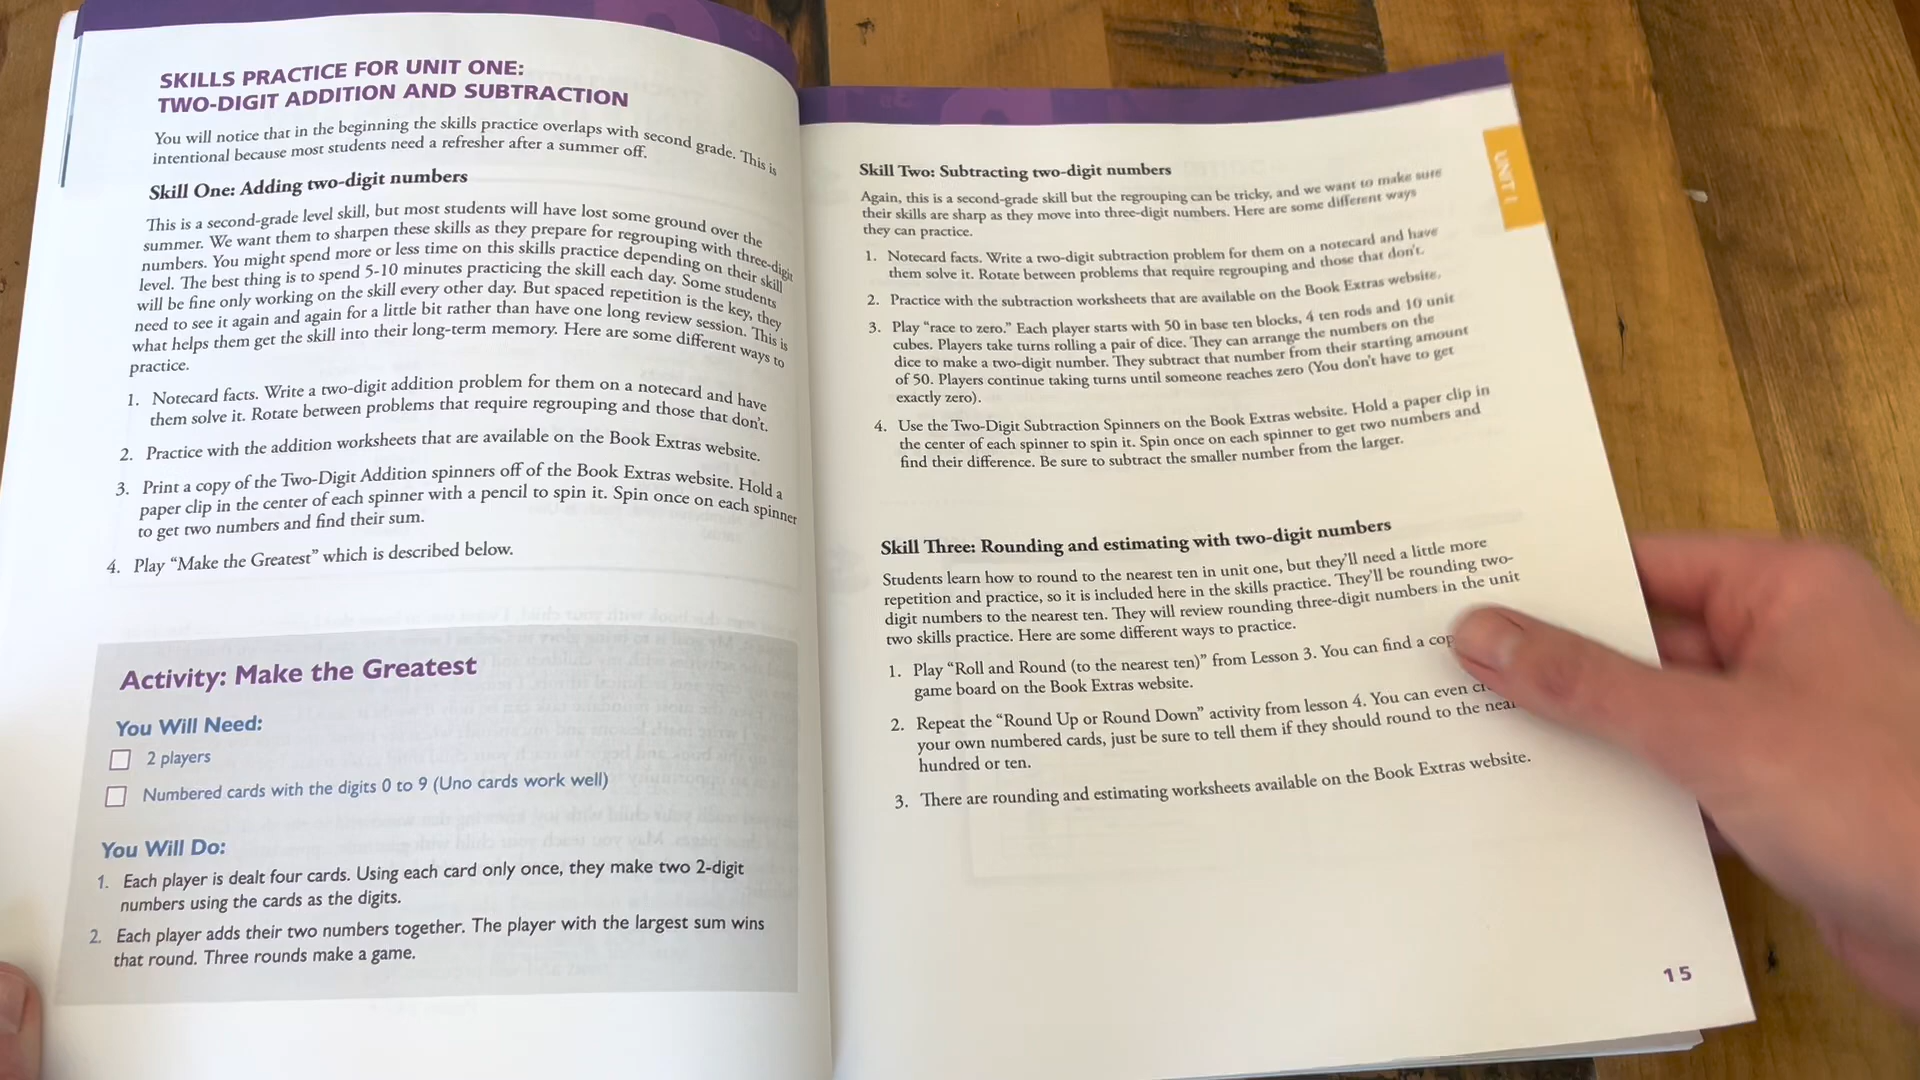 SKILLS PRACTICE FOR UNIT ONE:
TWO-DIGIT ADDITION AND SUBTRACTION
You will notice that in the beginning the skills practice overlaps with second grade. This is
intentional because most students need a refresher after a summer off.
Skill One: Adding two-digit numbers
This is a second-grade level skill, but most students will have lost some ground over the
summer. We want them to sharpen these skills as they prepare for regrouping with three-digit
numbers. You might spend more or less time on this skills practice depending on their skill
level. The best thing is to spend 5-10 minutes practicing the skill each day. Some students
will be fine only working on the skill every other day. But spaced repetition is the key, they
need to see it again and again for a little bit rather than have one long review session. This is
what helps them get the skill into their long-term memory. Here are some different ways to
practice.
1. Notecard facts. Write a two-digit addition problem for them on a notecard and have
them solve it. Rotate between problems that require regrouping and those that don't.
2. Practice with the addition worksheets that are available on the Book Extras website.
3. Print a copy of the Two-Digit Addition spinners off of the Book Extras website. Hold a
paper clip in the center of each spinner with a pencil to spin it. Spin once on each spinner
to get two numbers and find their sum.
4. Play “Make the Greatest” which is described below.
Activity: Make the Greatest
You Will Need:
2 players
Numbered cards with the digits 0 to 9 (Uno cards work well)
You Will Do:
1. Each player is dealt four cards. Using each card only once, they make two 2-digit
numbers using the cards as the digits.
2. Each player adds their two numbers together. The player with the largest sum wins
that round. Three rounds make a game.
UNIT 1
Skill Two: Subtracting two-digit numbers
Again, this is a second-grade skill but the regrouping can be tricky, and we want to make sure
their skills are sharp as they move into three-digit numbers. Here are some different ways
they can practice.
1. Notecard facts. Write a two-digit subtraction problem for them on a notecard and have
them solve it. Rotate between problems that require regrouping and those that don't.
2. Practice with the subtraction worksheets that are available on the Book Extras website.
3. Play “race to zero.” Each player starts with 50 in base ten blocks, 4 ten rods and 10 unit
cubes. Players take turns rolling a pair of dice. They can arrange the numbers on the
dice to make a two-digit number. They subtract that number from their starting amount
of 50. Players continue taking turns until someone reaches zero (You don't have to get
exactly zero).
4. Use the Two-Digit Subtraction Spinners on the Book Extras website. Hold a paper clip in
the center of each spinner to spin it. Spin once on each spinner to get two numbers and
find their difference. Be sure to subtract the smaller number from the larger.
Skill Three: Rounding and estimating with two-digit numbers
Students learn how to round to the nearest ten in unit one, but they'll need a little more
repetition and practice, so it is included here in the skills practice. They'll be rounding two-
digit numbers to the nearest ten. They will review rounding three-digit numbers in the unit
two skills practice. Here are some different ways to practice.
1. Play “Roll and Round (to the nearest ten)” from Lesson 3. You can find a
game board on the Book Extras website.
2. Repeat the “Round Up or Round Down” activity from lesson 4. You can even
your own numbered cards, just be sure to tell them if they should round to the
hundred or ten.
3. There are rounding and estimating worksheets available on the Book Extras website.
15